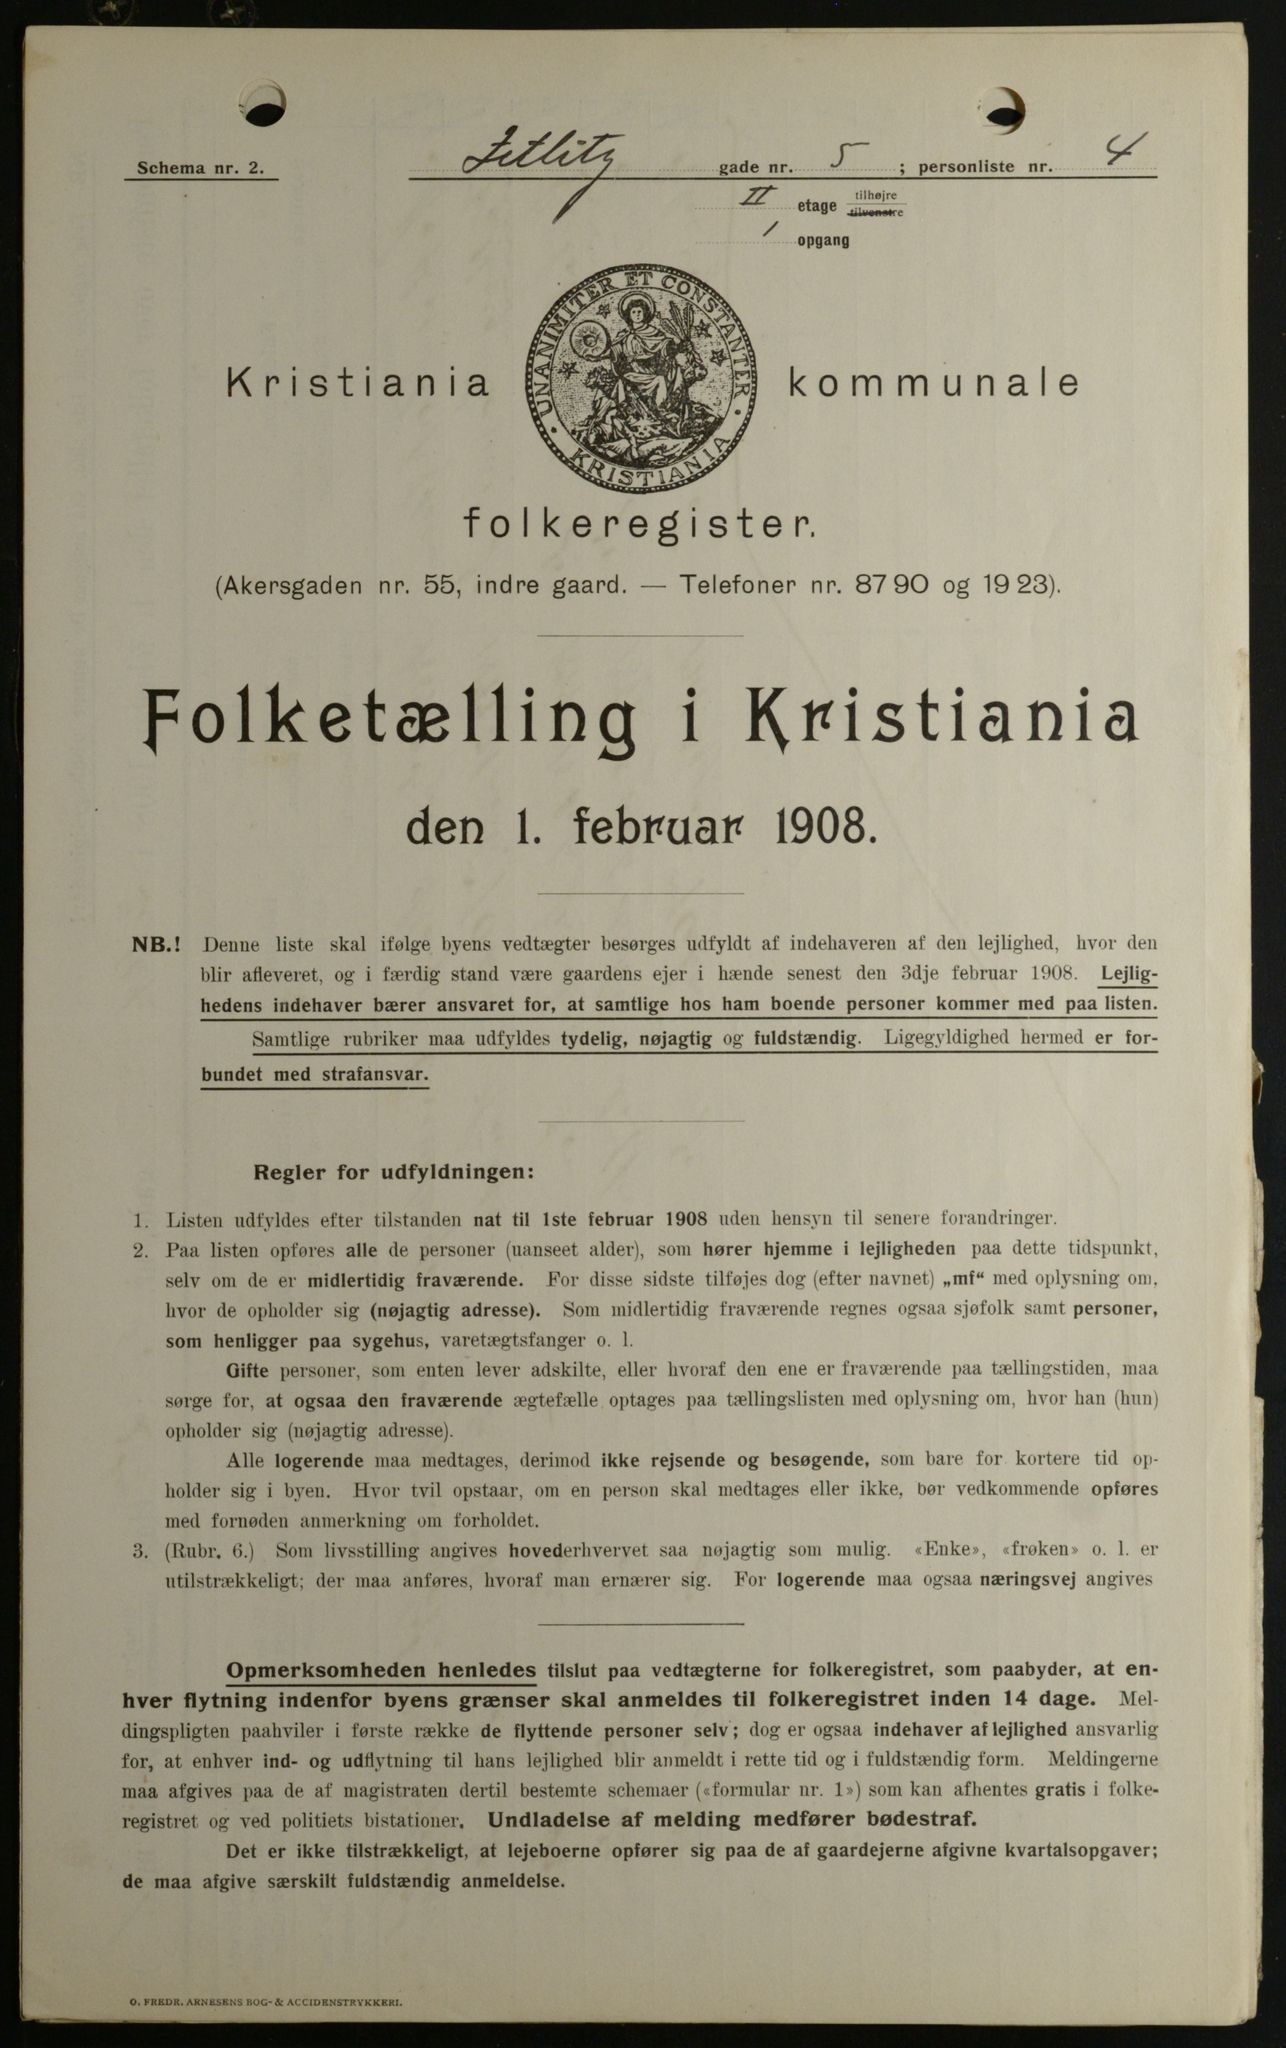 Schema nr. 2.
Zetlitz gade nr. 5 ; personliste nr. 4
II etage tilhøjre
tilvenstre
1 opgang
UNANIMITER ET CONSTANTER
KRISTIANIA
Kristiania kommunale
folkeregister.
(Akersgaden nr. 55, indre gaard. — Telefoner nr. 87 90 og 19 23).
Folketælling i Kristiania
den 1. februar 1908.
NB.! Denne liste skal ifølge byens vedtægter besørges udfyldt af indehaveren af den lejlighed, hvor den
blir afleveret, og i færdig stand være gaardens ejer i hænde senest den 3dje februar 1908. Lejlig-
hedens indehaver bærer ansvaret for, at samtlige hos ham boende personer kommer med paa listen.
Samtlige rubriker maa udfyldes tydelig, nøjagtig og fuldstændig. Ligegyldighed hermed er for-
bundet med strafansvar.
Regler for udfyldningen:
1. Listen udfyldes efter tilstanden nat til 1ste februar 1908 uden hensyn til senere forandringer.
2. Paa listen opføres alle de personer (uanseet alder), som hører hjemme i lejligheden paa dette tidspunkt,
selv om de er midlertidig fraværende. For disse sidste tilføjes dog (efter navnet) „mf“ med oplysning om,
hvor de opholder sig (nøjagtig adresse). Som midlertidig fraværende regnes ogsaa sjøfolk samt personer,
som henligger paa sygehus, varetægtsfanger o. l.
Gifte personer, som enten lever adskilte, eller hvoraf den ene er fraværende paa tællingstiden, maa
sørge for, at ogsaa den fraværende ægtefælle optages paa tællingslisten med oplysning om, hvor han (hun)
opholder sig (nøjagtig adresse).
Alle logerende maa medtages, derimod ikke rejsende og besøgende, som bare for kortere tid op-
holder sig i byen. Hvor tvil opstaar, om en person skal medtages eller ikke, bør vedkommende opføres
med fornøden anmerkning om forholdet.
3. (Rubr. 6.) Som livsstilling angives hovederhvervet saa nøjagtig som mulig. «Enke», «frøken» o. l. er
utilstrækkeligt; der maa anføres, hvoraf man ernærer sig. For logerende maa ogsaa næringsvej angives
Opmerksomheden henledes tilslut paa vedtægterne for folkeregistret, som paabyder, at en-
hver flytning indenfor byens grænser skal anmeldes til folkeregistret inden 14 dage. Mel-
dingspligten paahviler i første række de flyttende personer selv; dog er ogsaa indehaver af lejlighed ansvarlig
for, at enhver ind- og udflytning til hans lejlighed blir anmeldt i rette tid og i fuldstændig form. Meldingerne
maa afgives paa de af magistraten dertil bestemte schemaer («formular nr. 1») som kan afhentes gratis i folke-
registret og ved politiets bistationer. Undladelse af melding medfører bødestraf.
Det er ikke tilstrækkeligt, at lejeboerne opfører sig paa de af gaardejerne afgivne kvartalsopgaver;
de maa afgive særskilt fuldstændig anmeldelse.
O. FREDR. ARNESENS BOG- & ACCIDENSTRYKKERI.